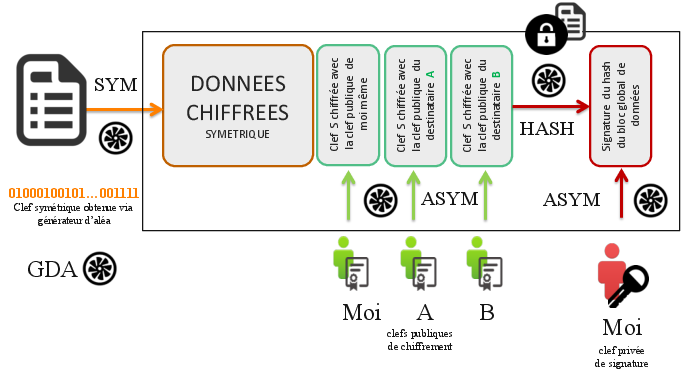 SYM
01000100101...001111
Clef symétrique obtenue via
générateur d'aléa
GDA
DONNEES
CHIFFREES
SYMETRIQUE
Clef S chiffrée avec
la clef publique de
moi même
Clef S chiffrée avec
la clef publique du
destinataire A
Clef S chiffrée avec
la clef publique du
destinataire B
HASH
Signature du hash
du bloc global de
données
ASYM
ASYM
Moi
A
B
clefs publiques
de chiffrement
Moi
clef privée
de signature